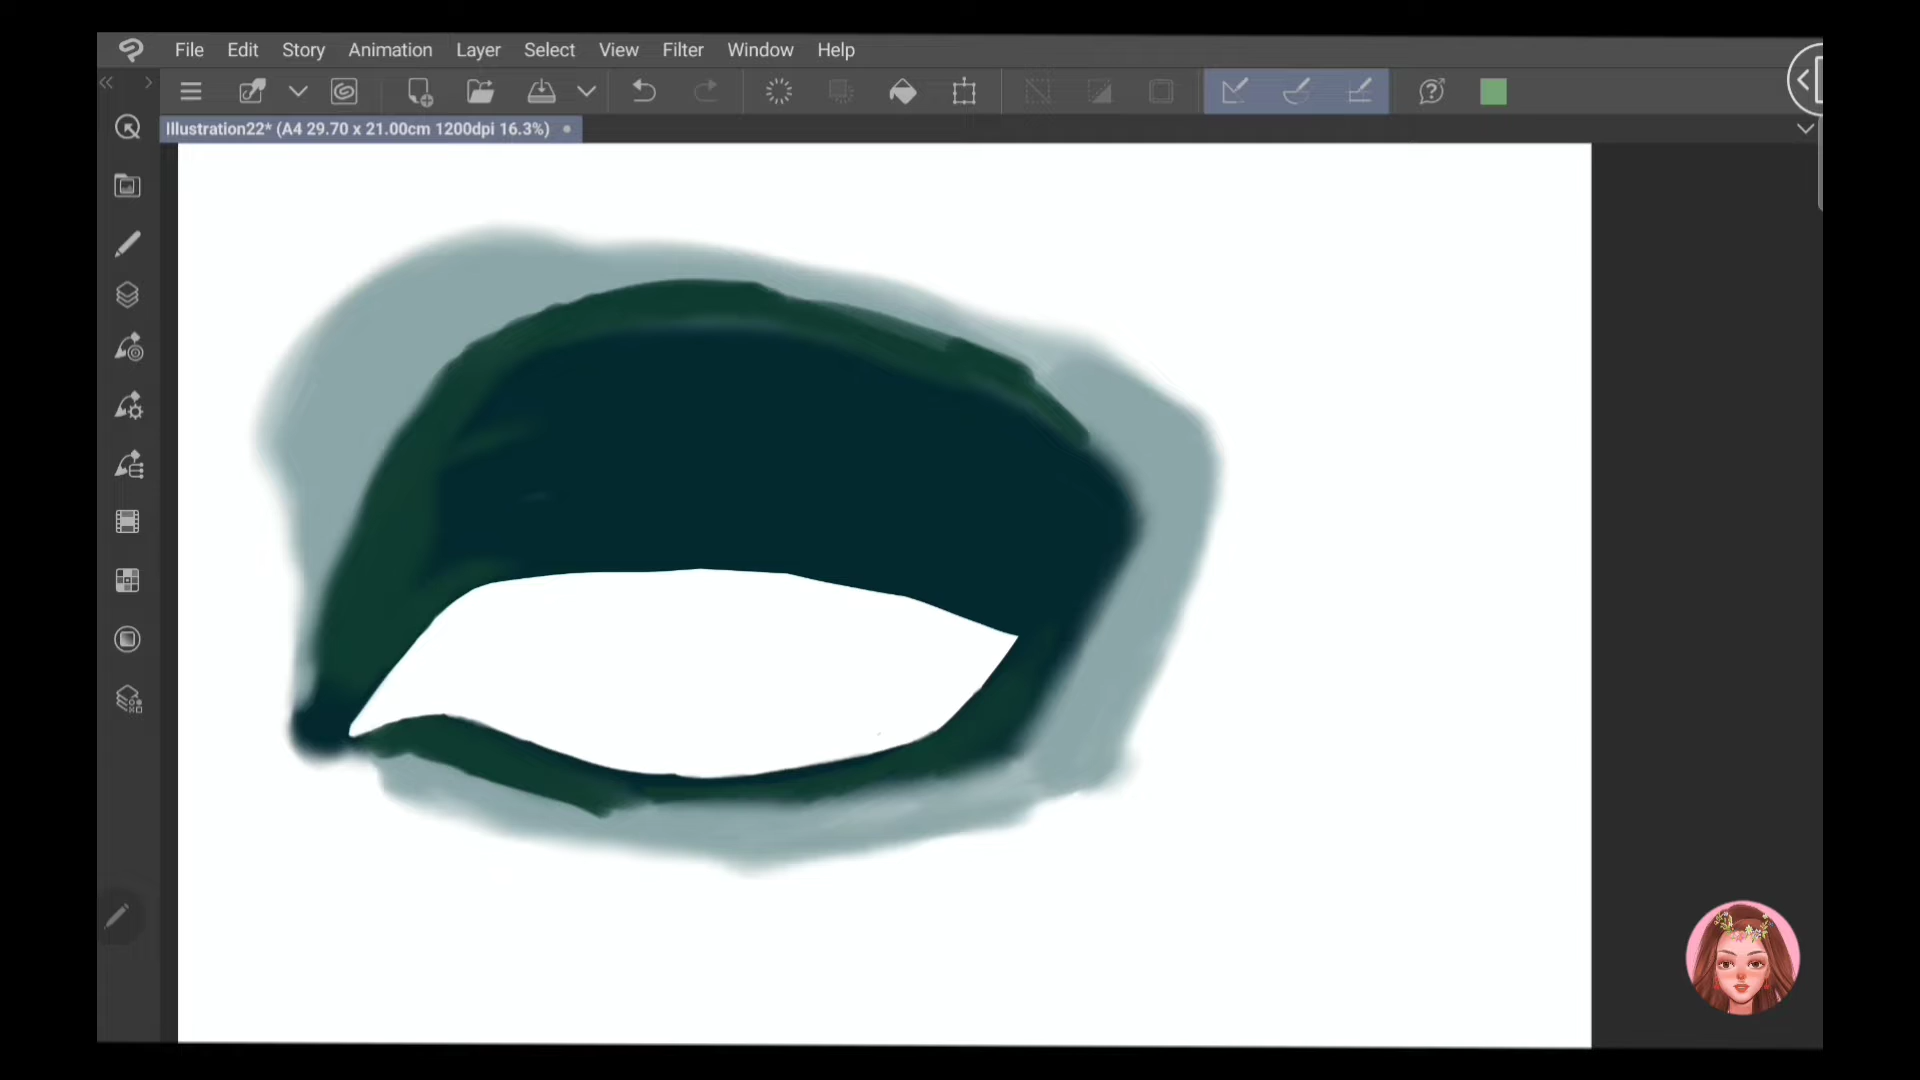 File Edit Story Animation Layer Select View Filter Window Help
Illustration22* (A4 29.70 x 21.00cm 1200dpi 16.3%)